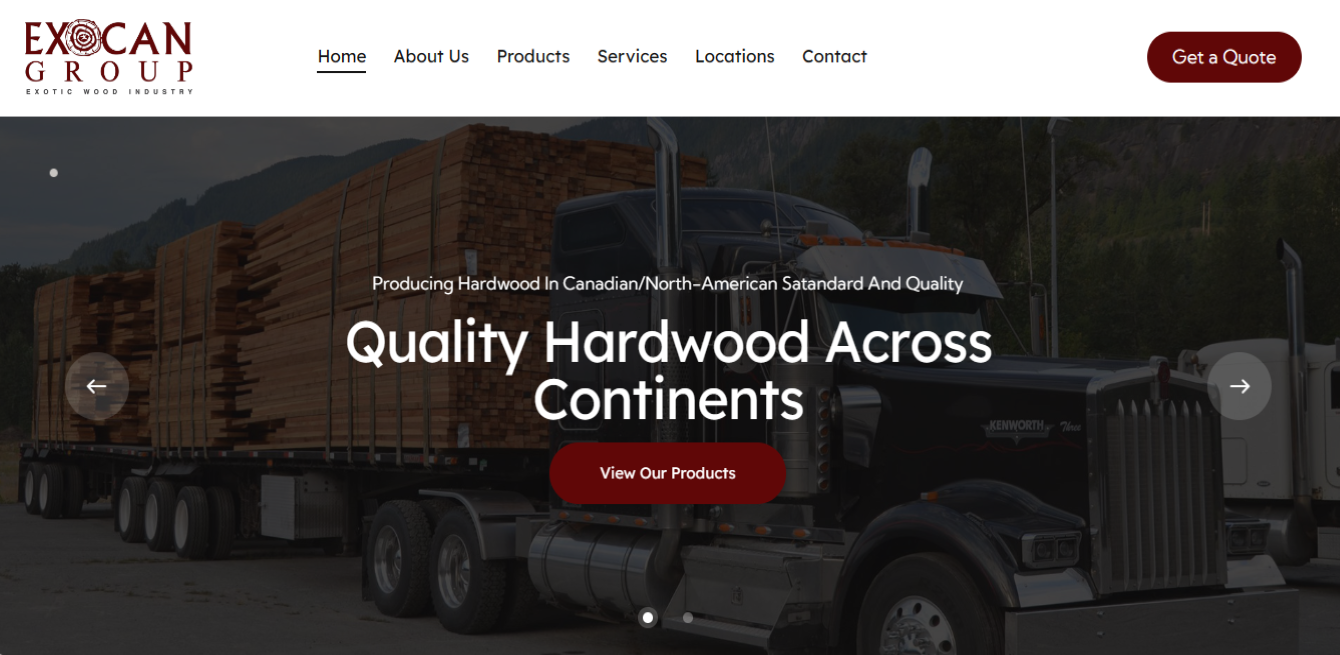 EXOCAN
GROUP
EXOTIC WOOD INDUSTRY
Home About Us Products Services Locations Contact
Get a Quote
Producing Hardwood In Canadian/North-American Satandard And Quality
Quality Hardwood Across
Continents
KENWORTH
View Our Products